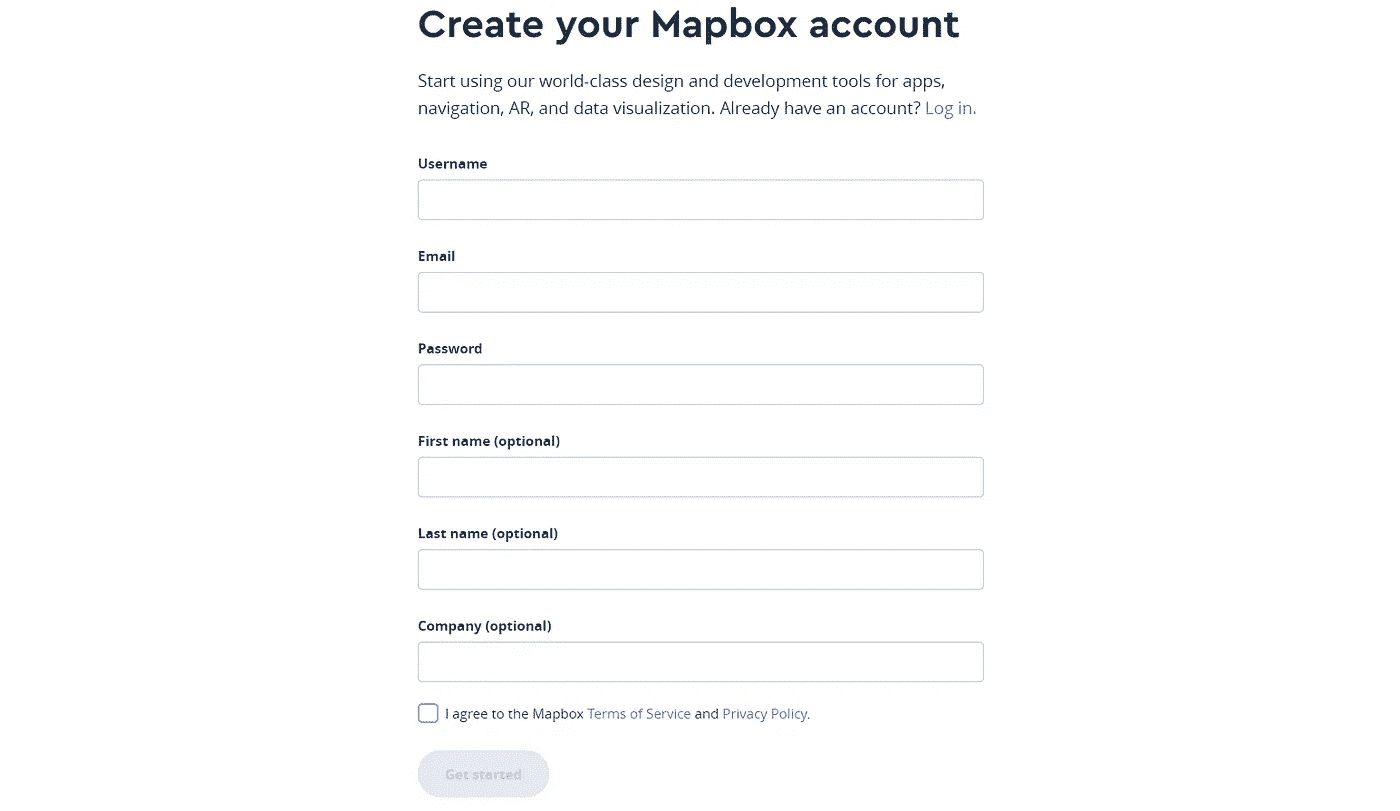 Create your Mapbox account
Start using our world-class design and development tools for apps,
navigation, AR, and data visualization. Already have an account? Log in.
Username
Email
Password
First name (optional)
Last name (optional)
Company (optional)
I agree to the Mapbox Terms of Service and Privacy Policy.
Get started